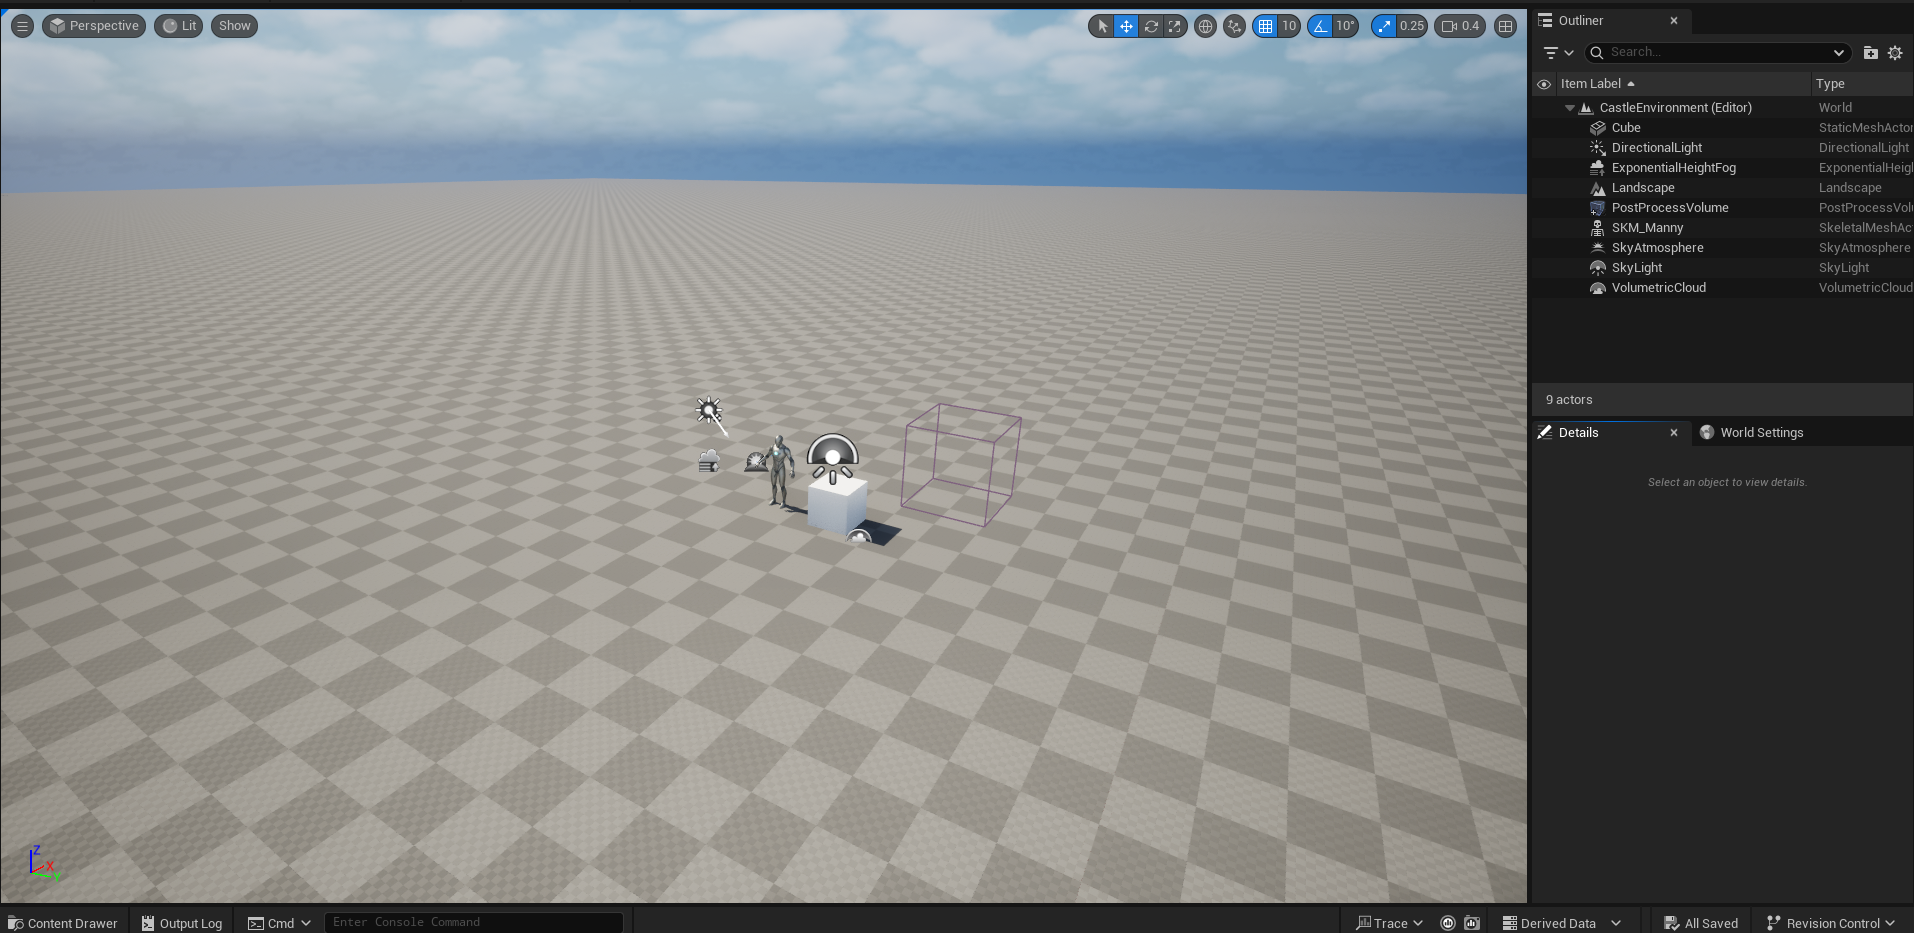 Perspective
Lit
Show
10
10°
0.25
0.4
Outliner
Search...
Item Label
Type
CastleEnvironment (Editor)
World
Cube
StaticMeshActor
DirectionalLight
DirectionalLight
ExponentialHeightFog
ExponentialHeigh
Landscape
Landscape
PostProcessVolume
PostProcessVolu
SKM_Manny
SkeletalMeshAc
SkyAtmosphere
SkyAtmosphere
SkyLight
SkyLight
VolumetricCloud
VolumetricCloud
9 actors
Details
World Settings
Select an object to view details.
Z
X
Y
Content Drawer
Output Log
Cmd
Enter Console Command
Trace
Derived Data
All Saved
Revision Control